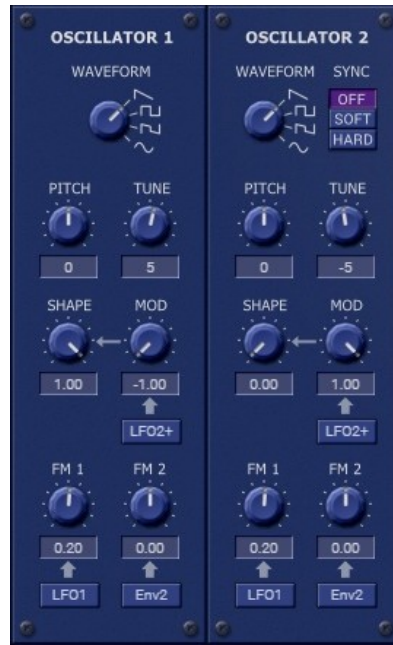 OSCILLATOR 1
WAVEFORM
PITCH TUNE
0 5
SHAPE MOD
1.00 -1.00
LFO2+
FM 1 FM 2
0.20 0.00
LFO1 Env2
OSCILLATOR 2
WAVEFORM SYNC
OFF
SOFT
HARD
PITCH TUNE
0 -5
SHAPE MOD
0.00 1.00
LFO2+
FM 1 FM 2
0.20 0.00
LFO1 Env2